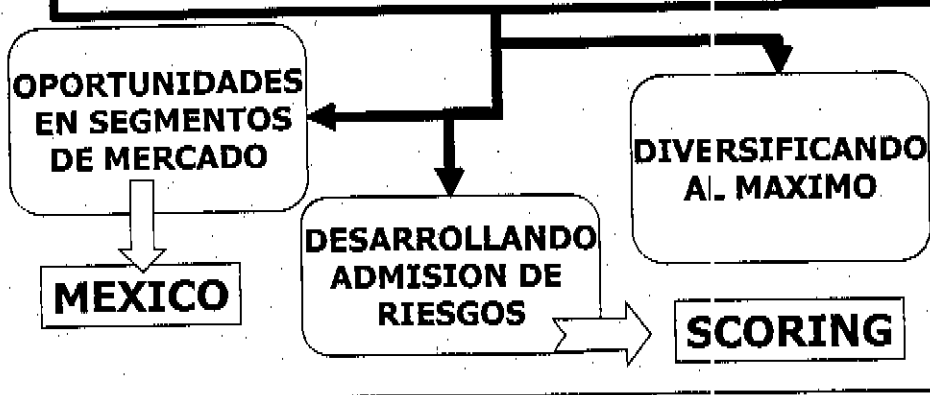 OPORTUNIDADES
EN SEGMENTOS
DE MERCADO
MEXICO
DESARROLLANDO
ADMISION DE
RIESGOS
SCORING
DIVERSIFICANDO
AL MAXIMO